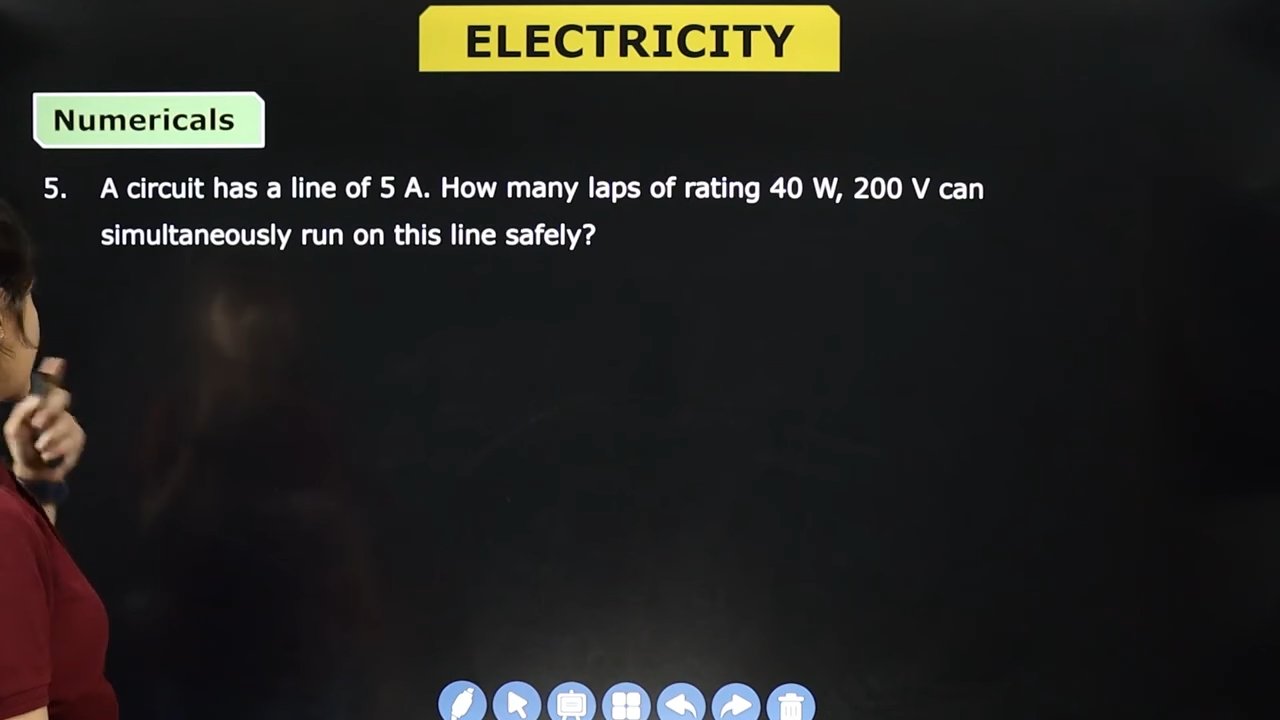 ELECTRICITY
Numericals
5. A circuit has a line of 5 A. How many laps of rating 40 W, 200 V can
simultaneously run on this line safely?